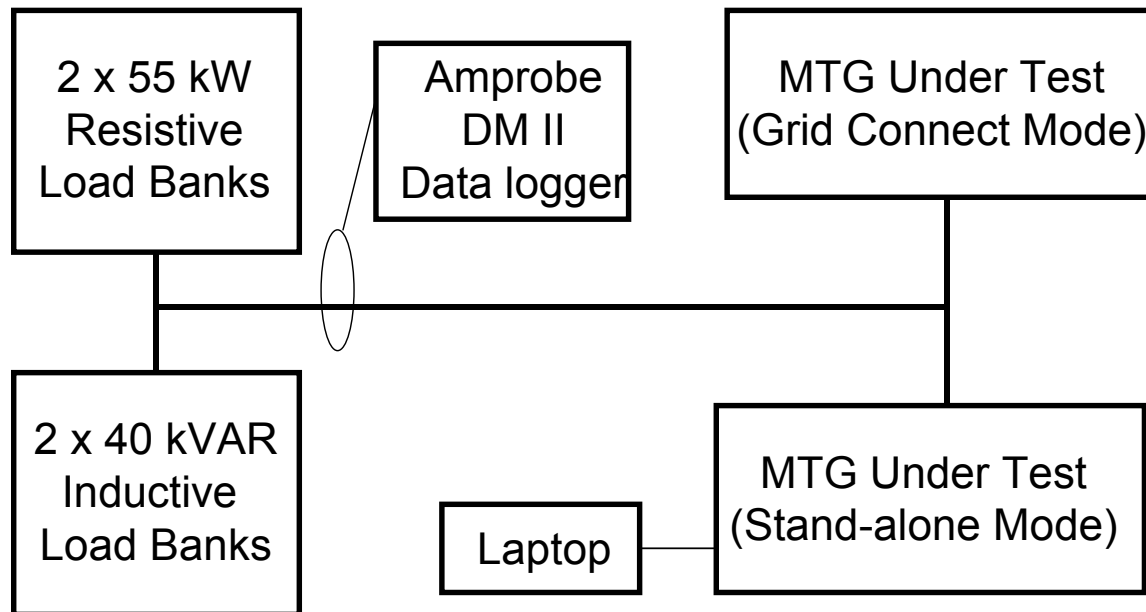 2 x 55 kW
Resistive
Load Banks
Amprobe
DM II
Data logger
MTG Under Test
(Grid Connect Mode)
2 x 40 kVAR
Inductive
Load Banks
Laptop
MTG Under Test
(Stand-alone Mode)